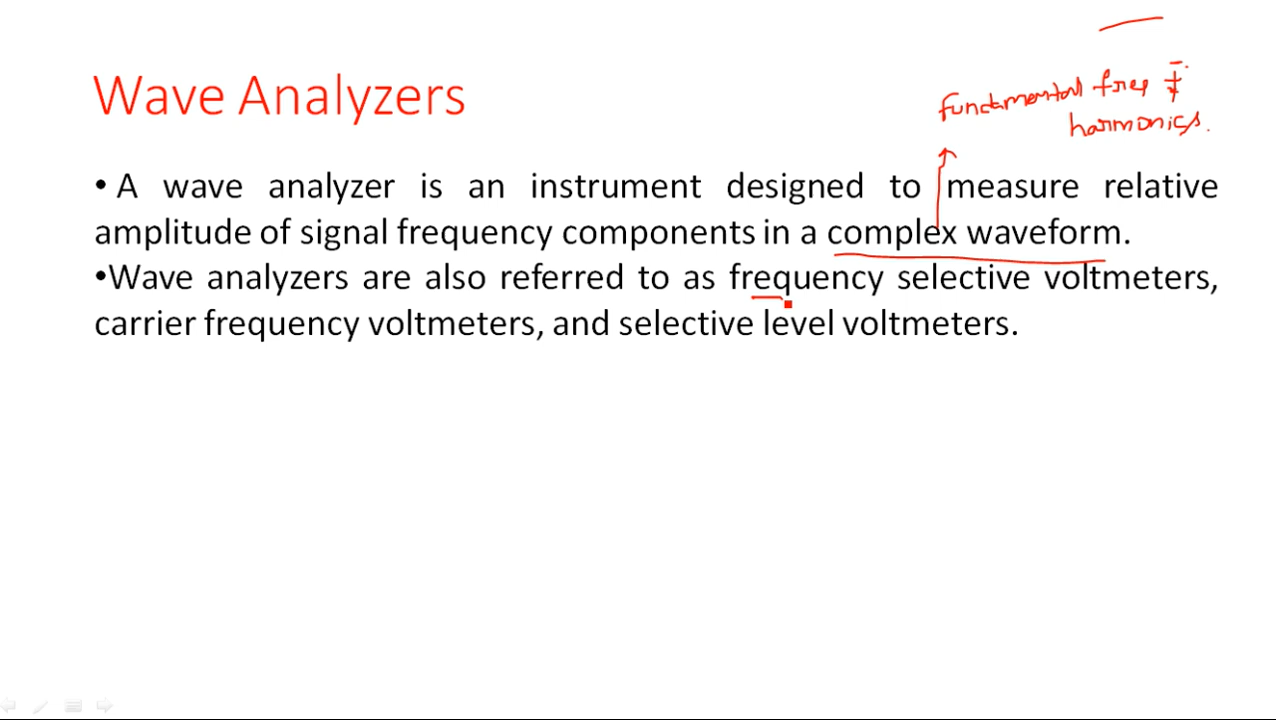 fundamental freq &
harmonics.
Wave Analyzers
• A wave analyzer is an instrument designed to measure relative
amplitude of signal frequency components in a complex waveform.
•Wave analyzers are also referred to as frequency selective voltmeters,
carrier frequency voltmeters, and selective level voltmeters.